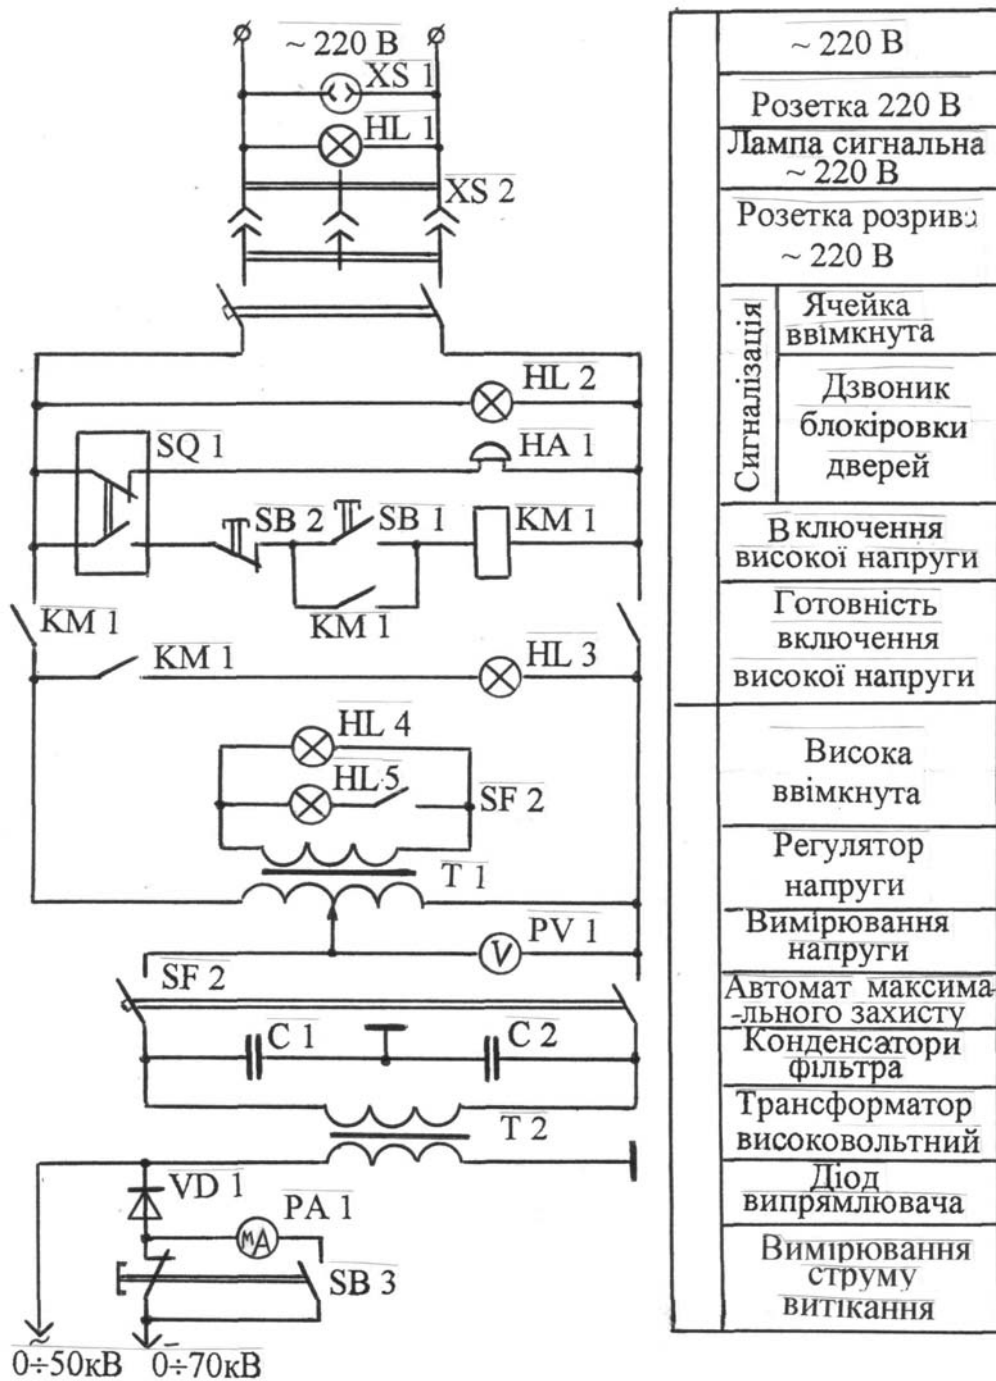 ~ 220 В
XS 1
HL 1
XS 2
HL 2
SQ 1
HA 1
SB 2
SB 1
KM 1
KM 1
KM 1
KM 1
HL 3
HL 4
HL 5
SF 2
T 1
PV 1
V
SF 2
C 1
C 2
T 2
VD 1
PA 1
мА
SB 3
~
-
0÷50кВ
0÷70кВ
~ 220 В
Розетка 220 В
Лампа сигнальна
~ 220 В
Розетка розрива
~ 220 В
Сигналізація
Ячейка
ввімкнута
Дзвоник
блокіровки
дверей
Включення
високої напруги
Готовність
включення
високої напруги
Висока
ввімкнута
Регулятор
напруги
Вимірювання
напруги
Автомат максима-
-льного захисту
Конденсатори
фільтра
Трансформатор
високовольтний
Діод
випрямлювача
Вимірювання
струму
витікання